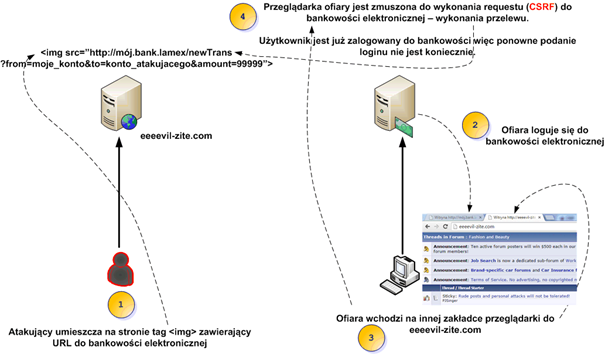 4
Przeglądarka ofiary jest zmuszona do wykonania requestu (CSRF) do
bankowości elektronicznej – wykonania przelewu.
Użytkownik jest już zalogowany do bankowości więc ponowne podanie
loginu nie jest konieczne.
<img src="http://mój.bank.lamex/newTrans
?from=moje_konto&to=konto_atakujacego&amount=99999">
eeeevil-zite.com
2
Ofiara loguje się do
bankowości elektronicznej
eeeevil-zite.com
Threads in Forum : Fashion and Beauty
Announcement: Ten active forum posters will win $500 each in our
forum members!
Announcement: Job Search is now a dedicated sub-forum of Work
Announcement: Brand-specific car forums and Car Insurance
Announcement: Terms of Service. No advertising, no copyrighted
Thread / Thread Starter
Sticky: Rude posts and personal attacks will not be tolerated!
1
Atakujący umieszcza na stronie tag <img> zawierający
URL do bankowości elektronicznej
Ofiara wchodzi na innej zakładce przeglądarki do
eeeevil-zite.com
3